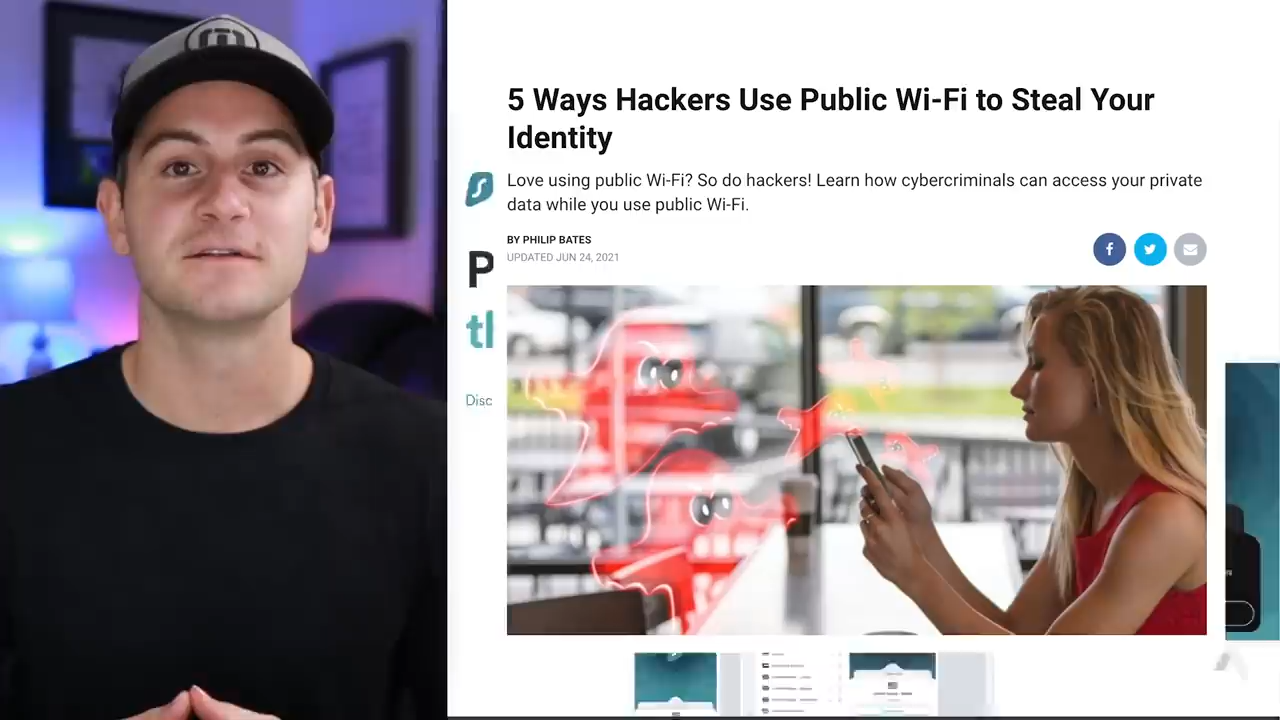 5 Ways Hackers Use Public Wi-Fi to Steal Your
Identity
Love using public Wi-Fi? So do hackers! Learn how cybercriminals can access your private
data while you use public Wi-Fi.
BY PHILIP BATES
UPDATED JUN 24, 2021
P
tl
Disc